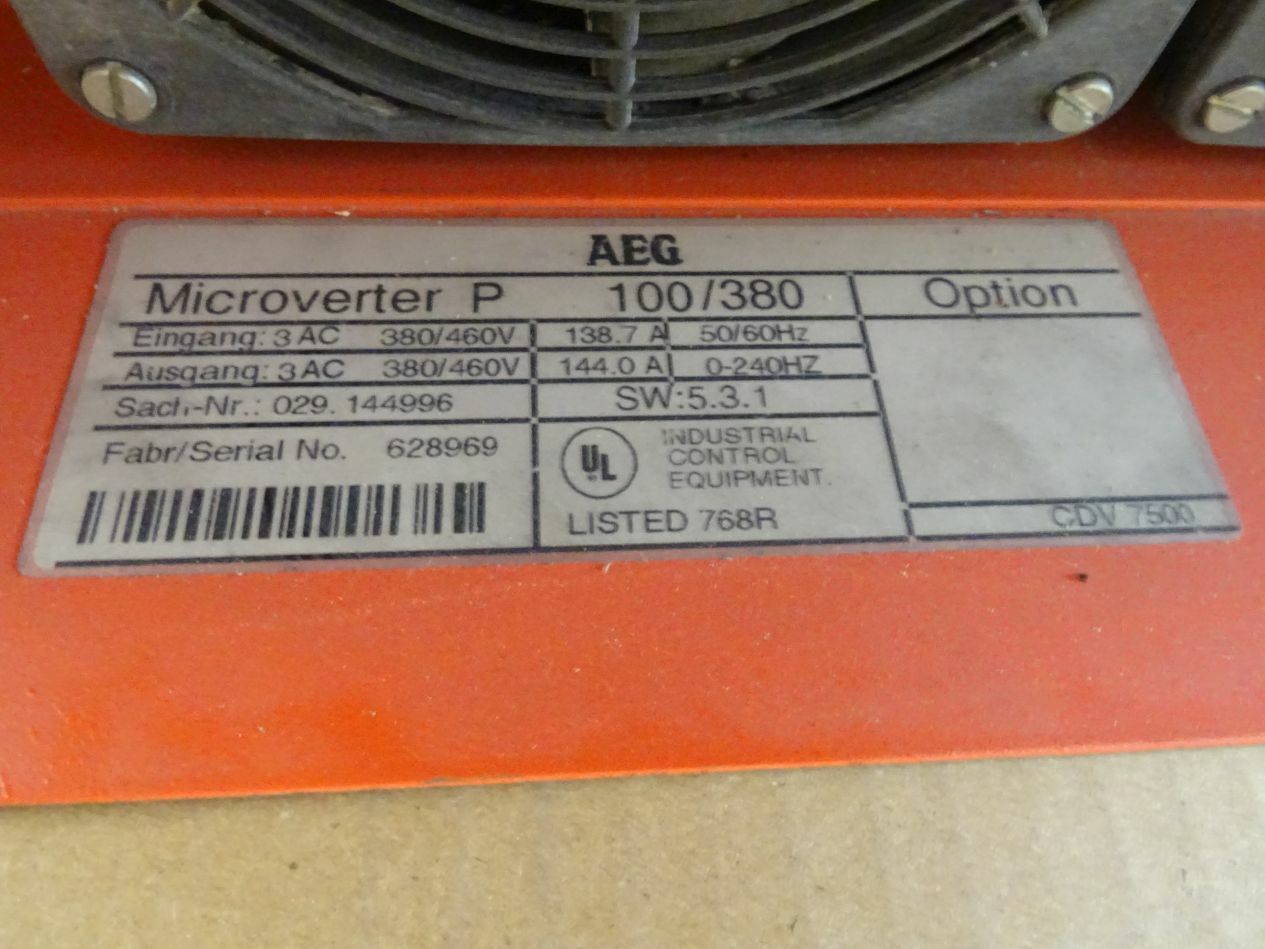 AEG
Microverter P 100/380 Option
Eingang: 3 AC 380/460V 138.7 A 50/60Hz
Ausgang: 3 AC 380/460V 144.0 A 0-240HZ
Sach-Nr.: 029. 144996 SW:5.3.1
Fabr/Serial No. 628969
UL
INDUSTRIAL
CONTROL
EQUIPMENT.
LISTED 768R
CDV 7500